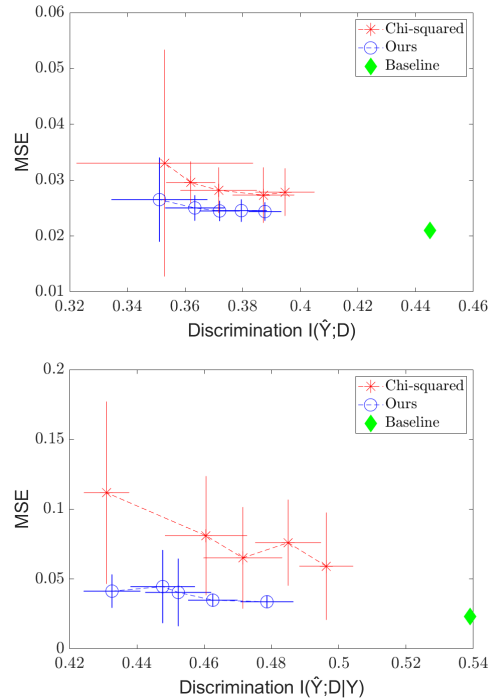 0.06
0.05
0.04
0.03
0.02
0.01
MSE
Chi-squared
Ours
Baseline
0.32 0.34 0.36 0.38 0.4 0.42 0.44 0.46
Discrimination I(Ŷ;D)
0.2
0.15
0.1
0.05
0
MSE
Chi-squared
Ours
Baseline
0.42 0.44 0.46 0.48 0.5 0.52 0.54
Discrimination I(Ŷ;D|Y)